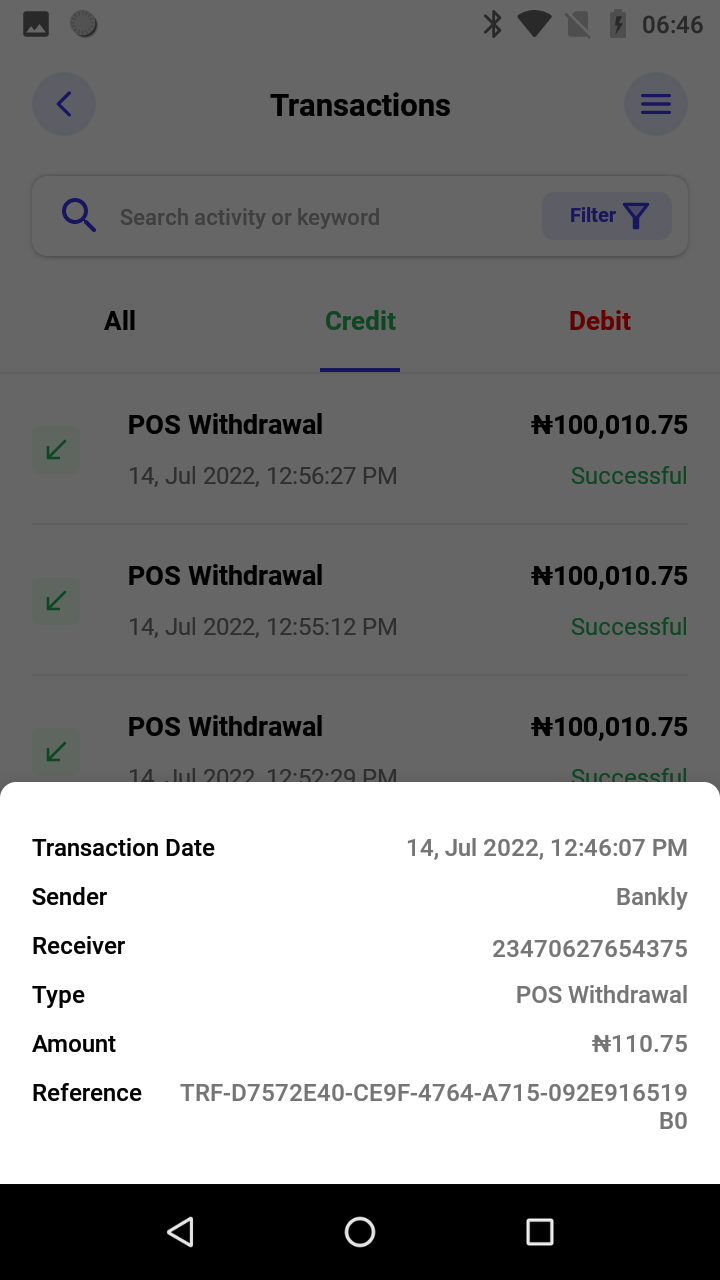 06:46
Transactions
Search activity or keyword
Filter
All
Credit
Debit
POS Withdrawal
₦100,010.75
14, Jul 2022, 12:56:27 PM
Successful
POS Withdrawal
₦100,010.75
14, Jul 2022, 12:55:12 PM
Successful
POS Withdrawal
₦100,010.75
14, Jul 2022, 12:52:29 PM
Successful
Transaction Date
14, Jul 2022, 12:46:07 PM
Sender
Bankly
Receiver
23470627654375
Type
POS Withdrawal
Amount
₦110.75
Reference
TRF-D7572E40-CE9F-4764-A715-092E916519
B0